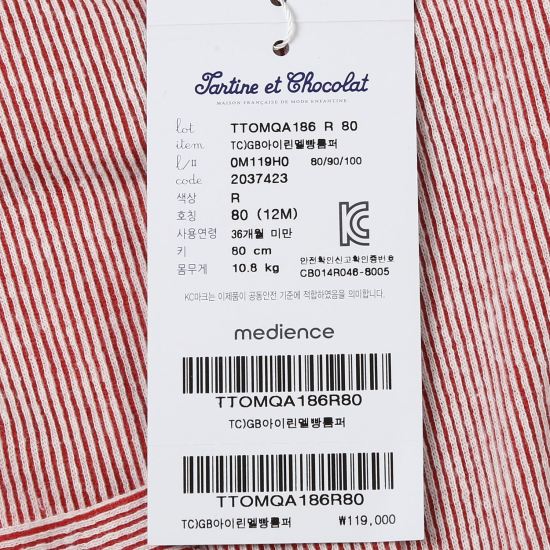 Tartine et Chocolat
MAISON FRANÇAISE DE MODE ENFANTINE
lot TTOMQA186 R 80
item TC)GB아이린멜빵롬퍼
l/II 0M119H0 80/90/100
code 2037423
색상 R
호칭 80 (12M)
사용연령 36개월 미만
키 80 cm
몸무게 10.8 kg
안전확인신고확인증번호
CB014R046-8005
KC마크는 이제품이 공통안전 기준에 적합하였음을 의미합니다.
medience
TTOMQA186R80
TC)GB아이린멜빵롬퍼
TTOMQA186R80
TC)GB아이린멜빵롬퍼 ₩119,000